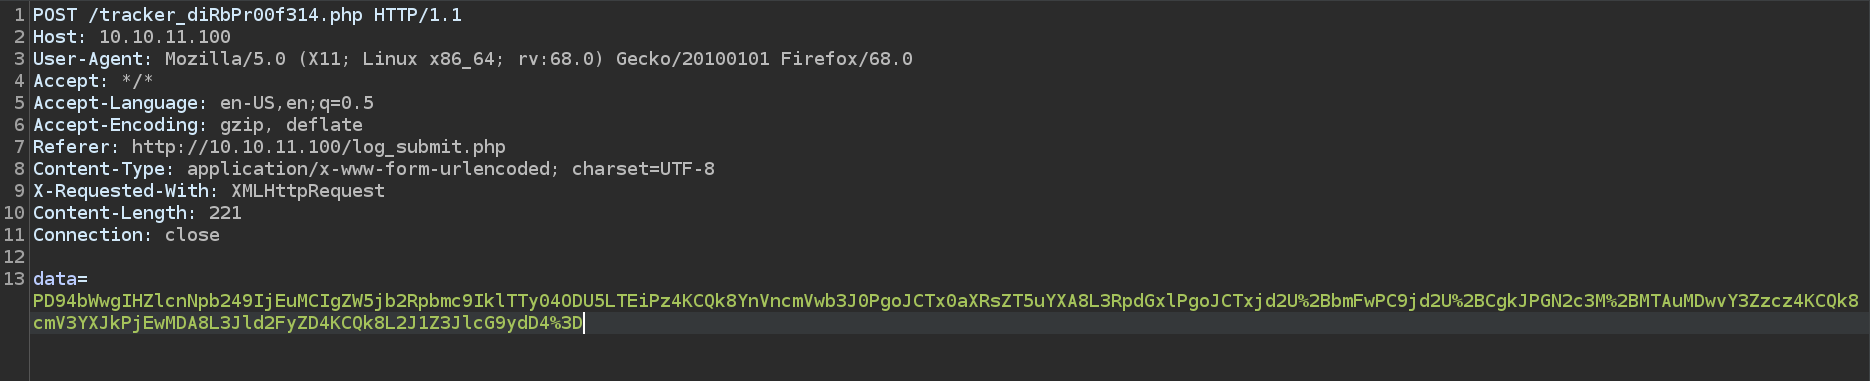 1 POST /tracker_diRbPr00f314.php HTTP/1.1
2 Host: 10.10.11.100
3 User-Agent: Mozilla/5.0 (X11; Linux x86_64; rv:68.0) Gecko/20100101 Firefox/68.0
4 Accept: */*
5 Accept-Language: en-US,en;q=0.5
6 Accept-Encoding: gzip, deflate
7 Referer: http://10.10.11.100/log_submit.php
8 Content-Type: application/x-www-form-urlencoded; charset=UTF-8
9 X-Requested-With: XMLHttpRequest
10 Content-Length: 221
11 Connection: close
12
13 data=
PD94bWwgIHZlcnNpb249IjEuMCIgZW5jb2Rpbmc9IklTTy04ODU5LTEiPz4KCQk8YnVncmVwb3J0PgoJCTx0aXRsZT5uYXA8L3RpdGxlPgoJCTxjd2U%2BbmFwPC9jd2U%2BCgkJPGN2c3M%2BMTAuMDwvY3Zzcz4KCQk8
cmV3YXJkPjEwMDA8L3Jld2FyZD4KCQk8L2J1Z3JlcG9ydD4%3D